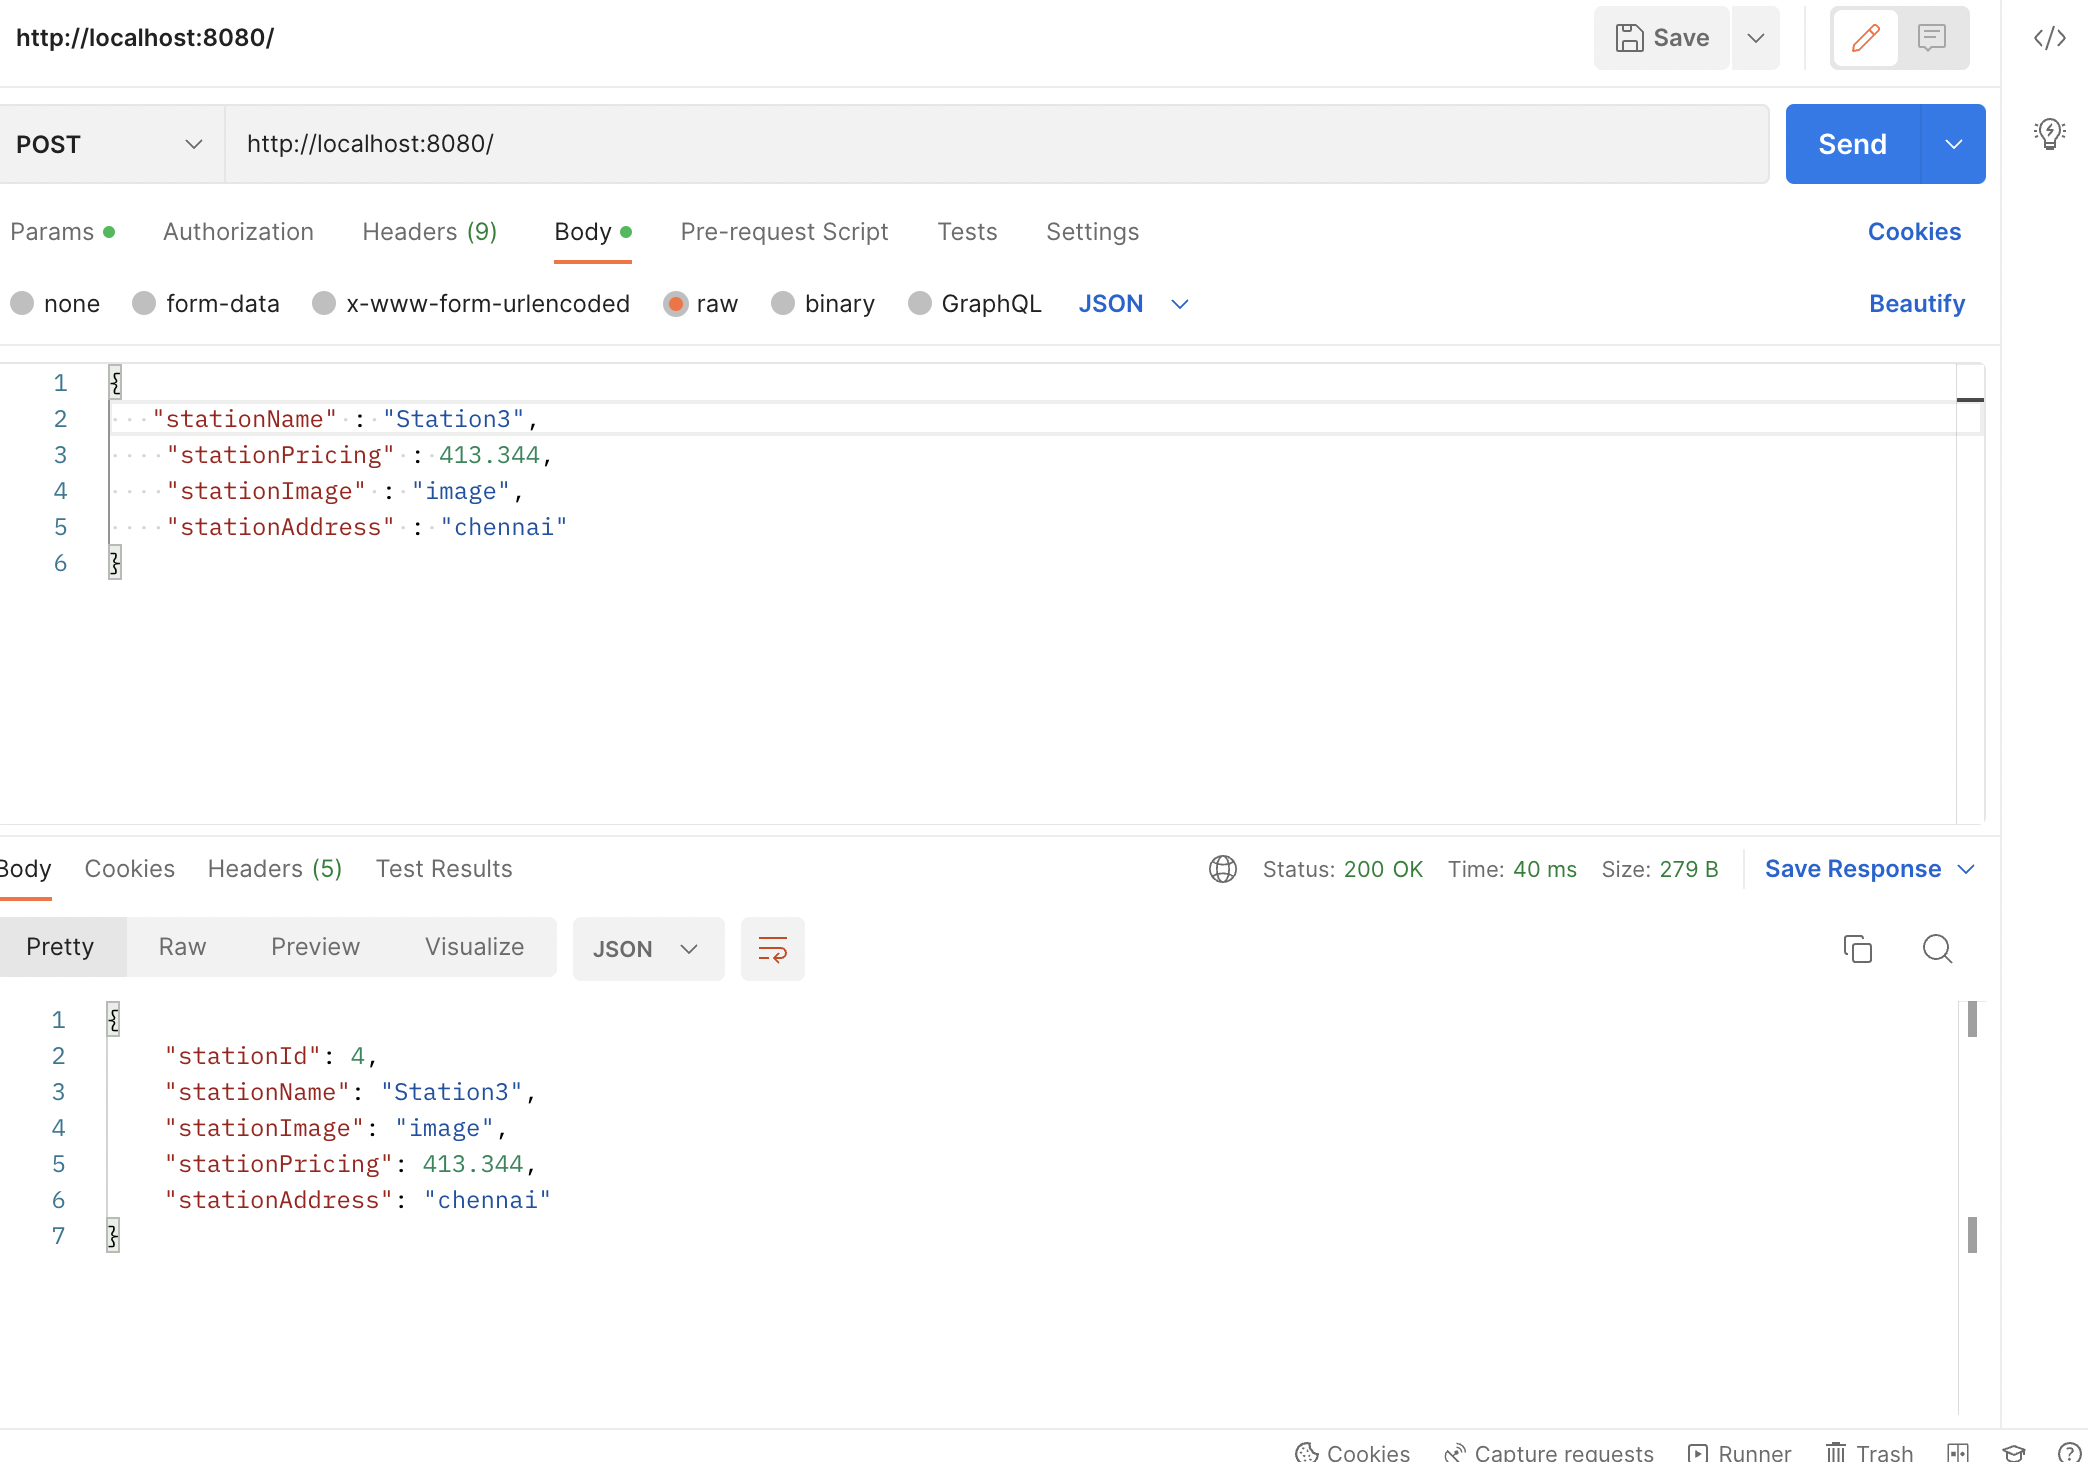 http://localhost:8080/
Save
POST http://localhost:8080/ Send
Params Authorization Headers (9) Body Pre-request Script Tests Settings Cookies
none form-data x-www-form-urlencoded raw binary GraphQL JSON Beautify
1 {
2 "stationName" : "Station3",
3 "stationPricing" : 413.344,
4 "stationImage" : "image",
5 "stationAddress" : "chennai"
6 }
Body Cookies Headers (5) Test Results Status: 200 OK Time: 40 ms Size: 279 B Save Response
Pretty Raw Preview Visualize JSON
1 {
2 "stationId": 4,
3 "stationName": "Station3",
4 "stationImage": "image",
5 "stationPricing": 413.344,
6 "stationAddress": "chennai"
7 }
Cookies Capture requests Runner Trash